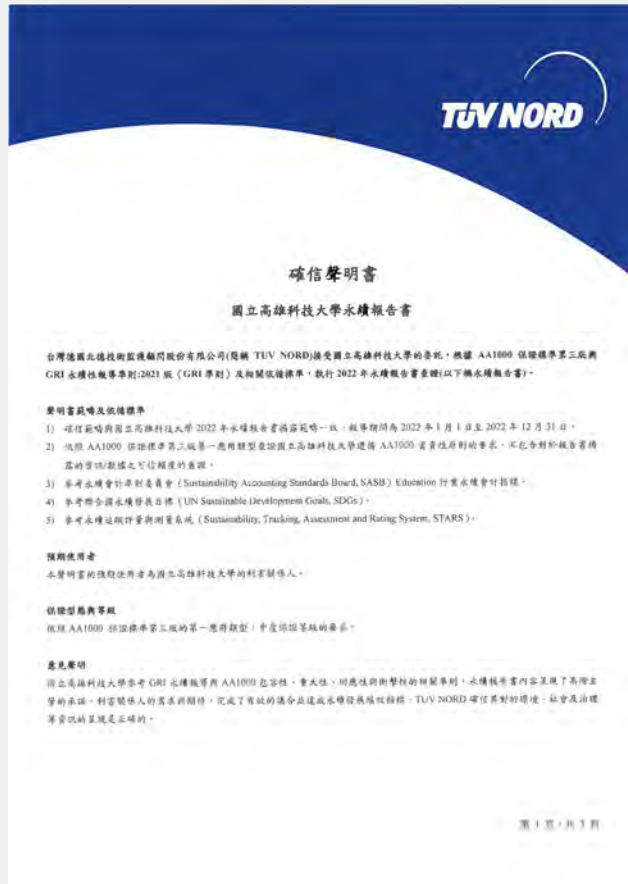 TÜV NORD
確信聲明書
國立高雄科技大學永續報告書
台灣德國北德技術監護顧問股份有限公司(簡稱 TÜV NORD)接受國立高雄科技大學的委託，根據 AA1000 保證標準第三版與
GRI 永續性報導準則:2021 版（GRI 準則）及相關依據標準，執行 2022 年永續報告書查證(以下稱永續報告書)。
聲明書範疇及依據標準
1) 確信範疇與國立高雄科技大學 2022 年永續報告書揭露範疇一致，報導期間為 2022 年 1 月 1 日至 2022 年 12 月 31 日。
2) 依照 AA1000 保證標準第三版第一應用類型查證國立高雄科技大學遵循 AA1000 當責性原則的要求，不包含對於報告書揭
露的資訊/數據之可信賴度的查證。
3) 參考永續會計準則委員會（Sustainability Accounting Standards Board, SASB）Education 行業永續會計指標。
4) 參考聯合國永續發展目標（UN Sustainable Development Goals, SDGs）。
5) 參考永續追蹤評量與測量系統（Sustainability, Tracking, Assessment and Rating System, STARS）。
預期使用者
本聲明書的預期使用者為國立高雄科技大學的利害關係人。
保證型態與等級
依照 AA1000 保證標準第三版的第一應用類型，中度保證等級的要求。
意見聲明
國立高雄科技大學參考 GRI 永續報導與 AA1000 包容性、重大性、回應性與衝擊性的相關準則，永續報告書內容呈現了高階主
管的承諾、利害關係人的需求與期待，完成了有效的議合並達成永續發展績效指標，TUV NORD 確信其對的環境、社會及治理
等資訊的呈現是正確的。
第 1 頁，共 3 頁